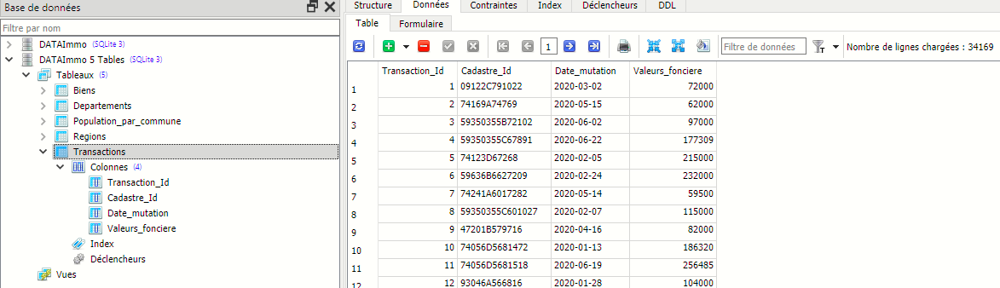 Base de données
Filtre par nom
DATAImmo (SQLite 3)
DATAImmo 5 Tables (SQLite 3)
Tableaux (5)
Biens
Departements
Population_par_commune
Regions
Transactions
Colonnes (4)
Transaction_Id
Cadastre_Id
Date_mutation
Valeurs_fonciere
Index
Déclencheurs
Vues
Structure Données Contraintes Index Déclencheurs DDL
Table Formulaire
1 Filtre de données T Nombre de lignes chargées : 34169
Transaction_Id Cadastre_Id Date_mutation Valeurs_fonciere
1 1 09122C791022 2020-03-02 72000
2 2 74169A74769 2020-05-15 62000
3 3 59350355B72102 2020-06-02 97000
4 4 59350355C67891 2020-06-22 177309
5 5 74123D67268 2020-02-05 215000
6 6 59636B6627209 2020-02-24 232000
7 7 74241A6017282 2020-05-14 59500
8 8 59350355C601027 2020-02-07 115000
9 9 47201B579716 2020-04-16 82000
10 10 74056D5681472 2020-01-13 186320
11 11 74056D5681518 2020-06-19 256485
12 12 93046A566816 2020-01-28 104000